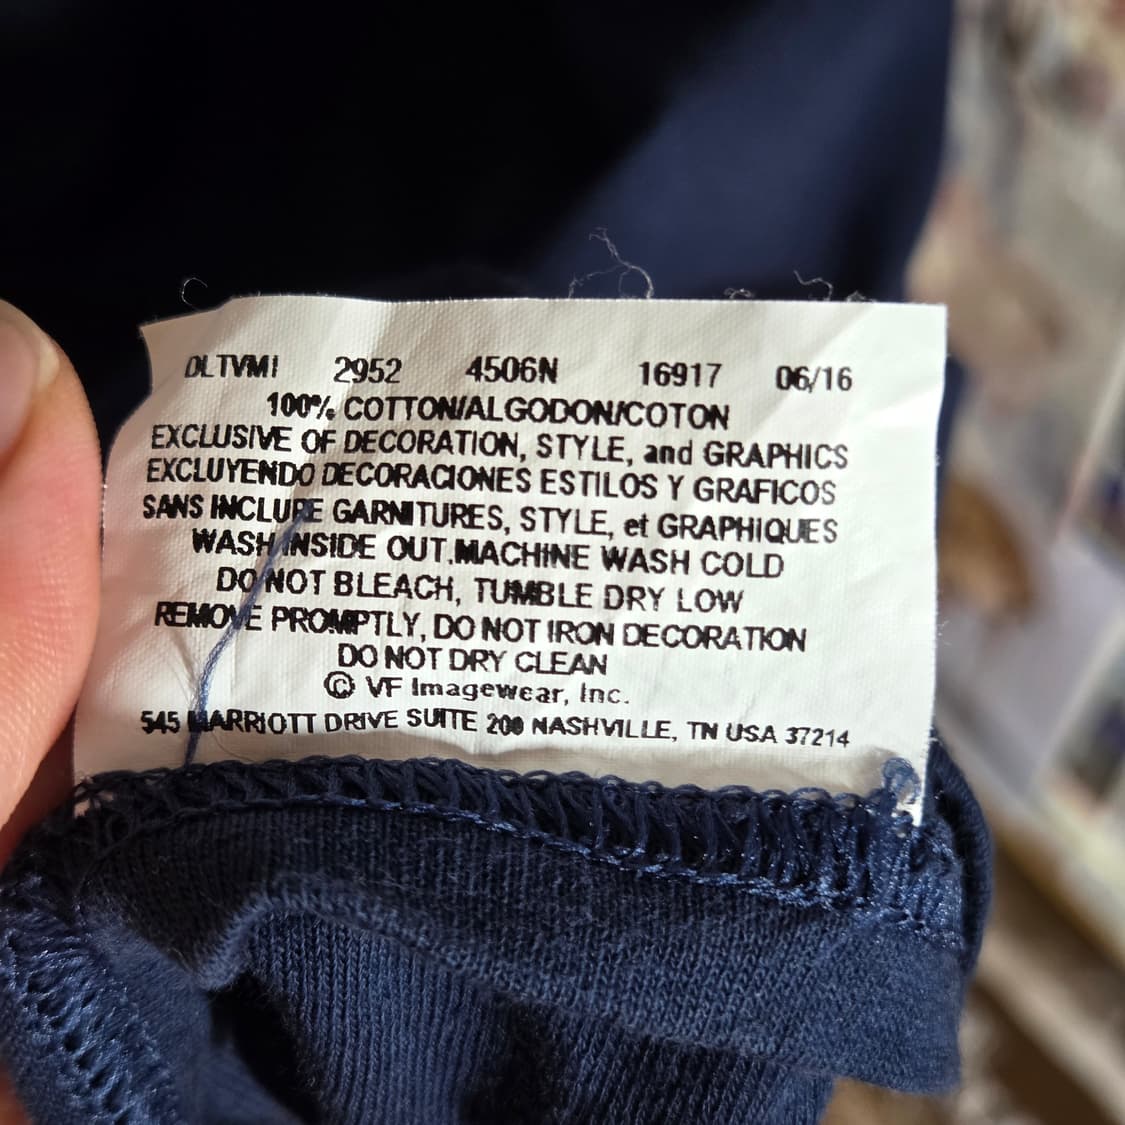 DLTVM1 2952 4506N 16917 06/16
100% COTTON/ALGODON/COTON
EXCLUSIVE OF DECORATION, STYLE, and GRAPHICS
EXCLUYENDO DECORACIONES ESTILOS Y GRAFICOS
SANS INCLURE GARNITURES, STYLE, et GRAPHIQUES
WASH INSIDE OUT,MACHINE WASH COLD
DO NOT BLEACH, TUMBLE DRY LOW
REMOVE PROMPTLY, DO NOT IRON DECORATION
DO NOT DRY CLEAN
© VF Imagewear, Inc.
545 MARRIOTT DRIVE SUITE 200 NASHVILLE, TN USA 37214